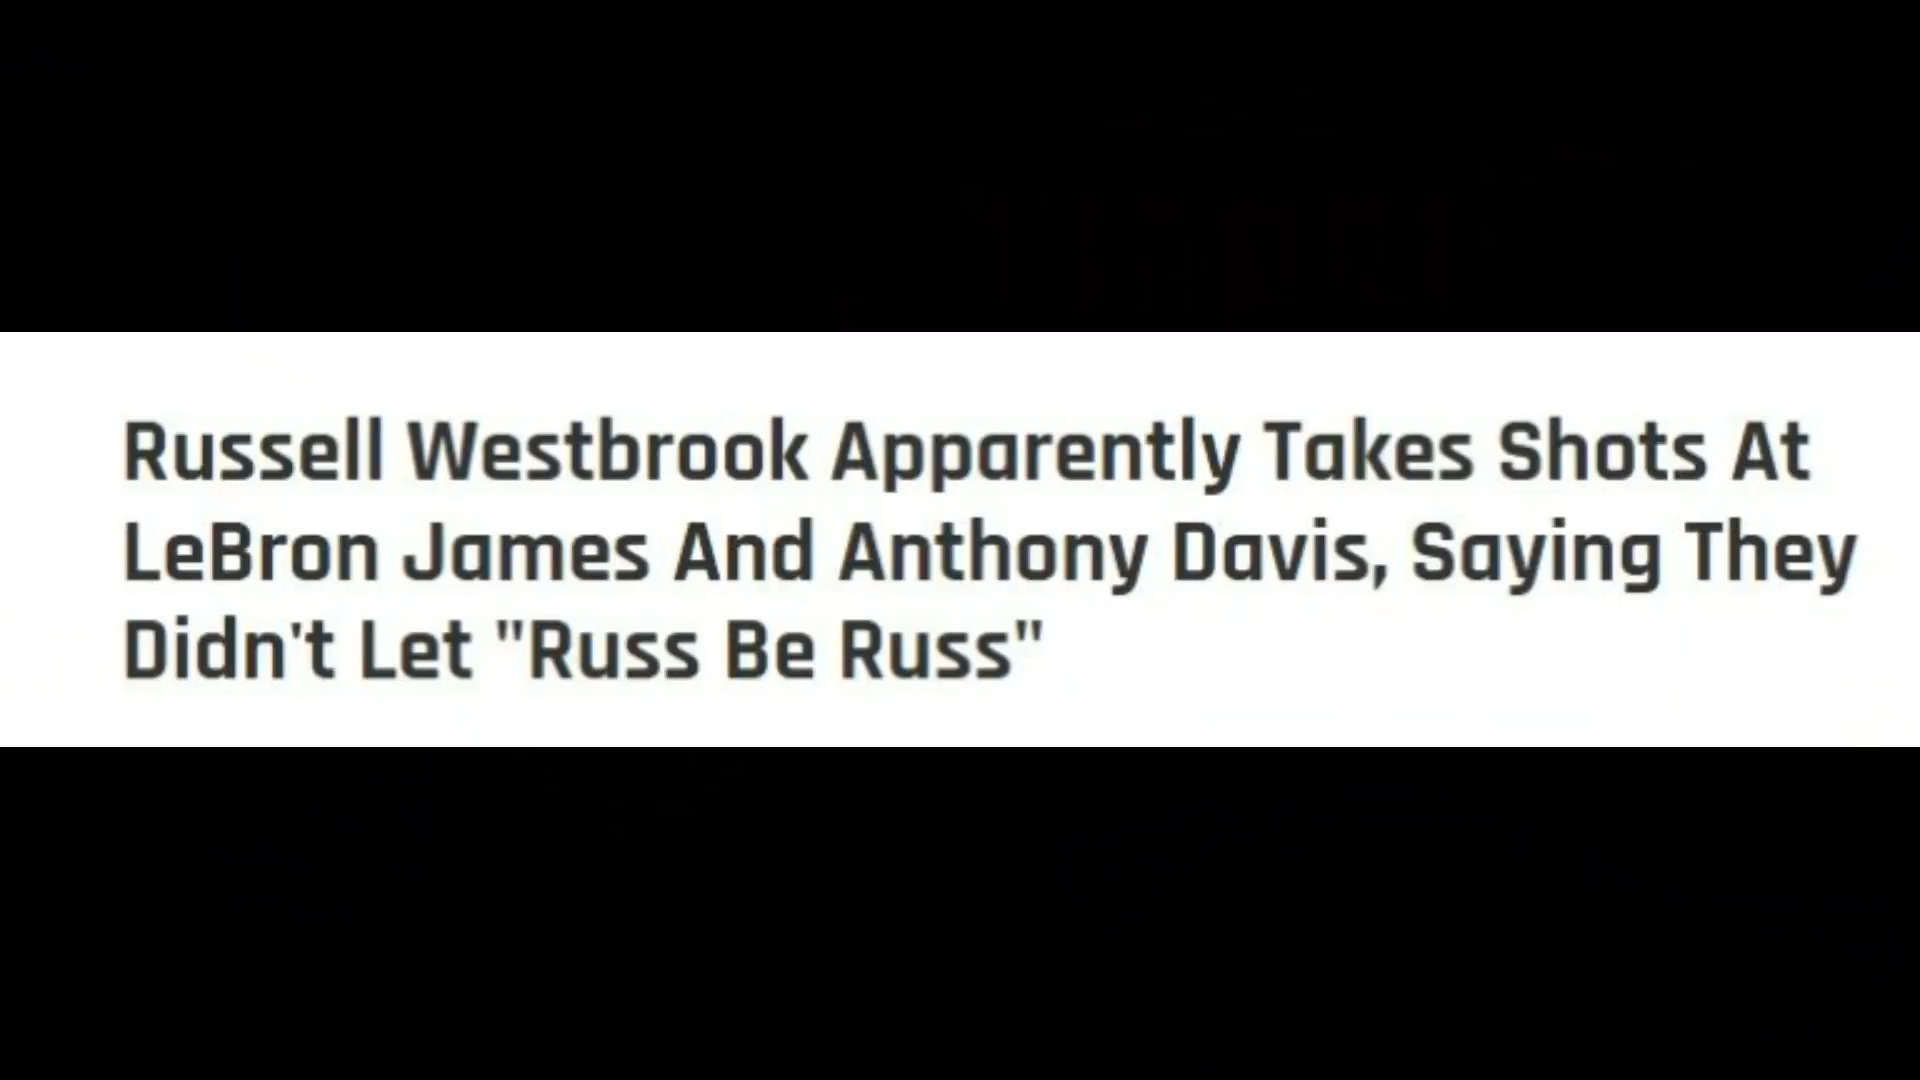 Russell Westbrook Apparently Takes Shots At
LeBron James And Anthony Davis, Saying They
Didn't Let "Russ Be Russ"